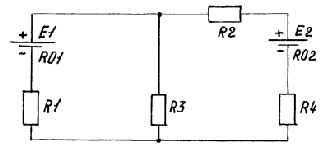 + E1
- R01
R2
+ E2
- R02
R1
R3
R4